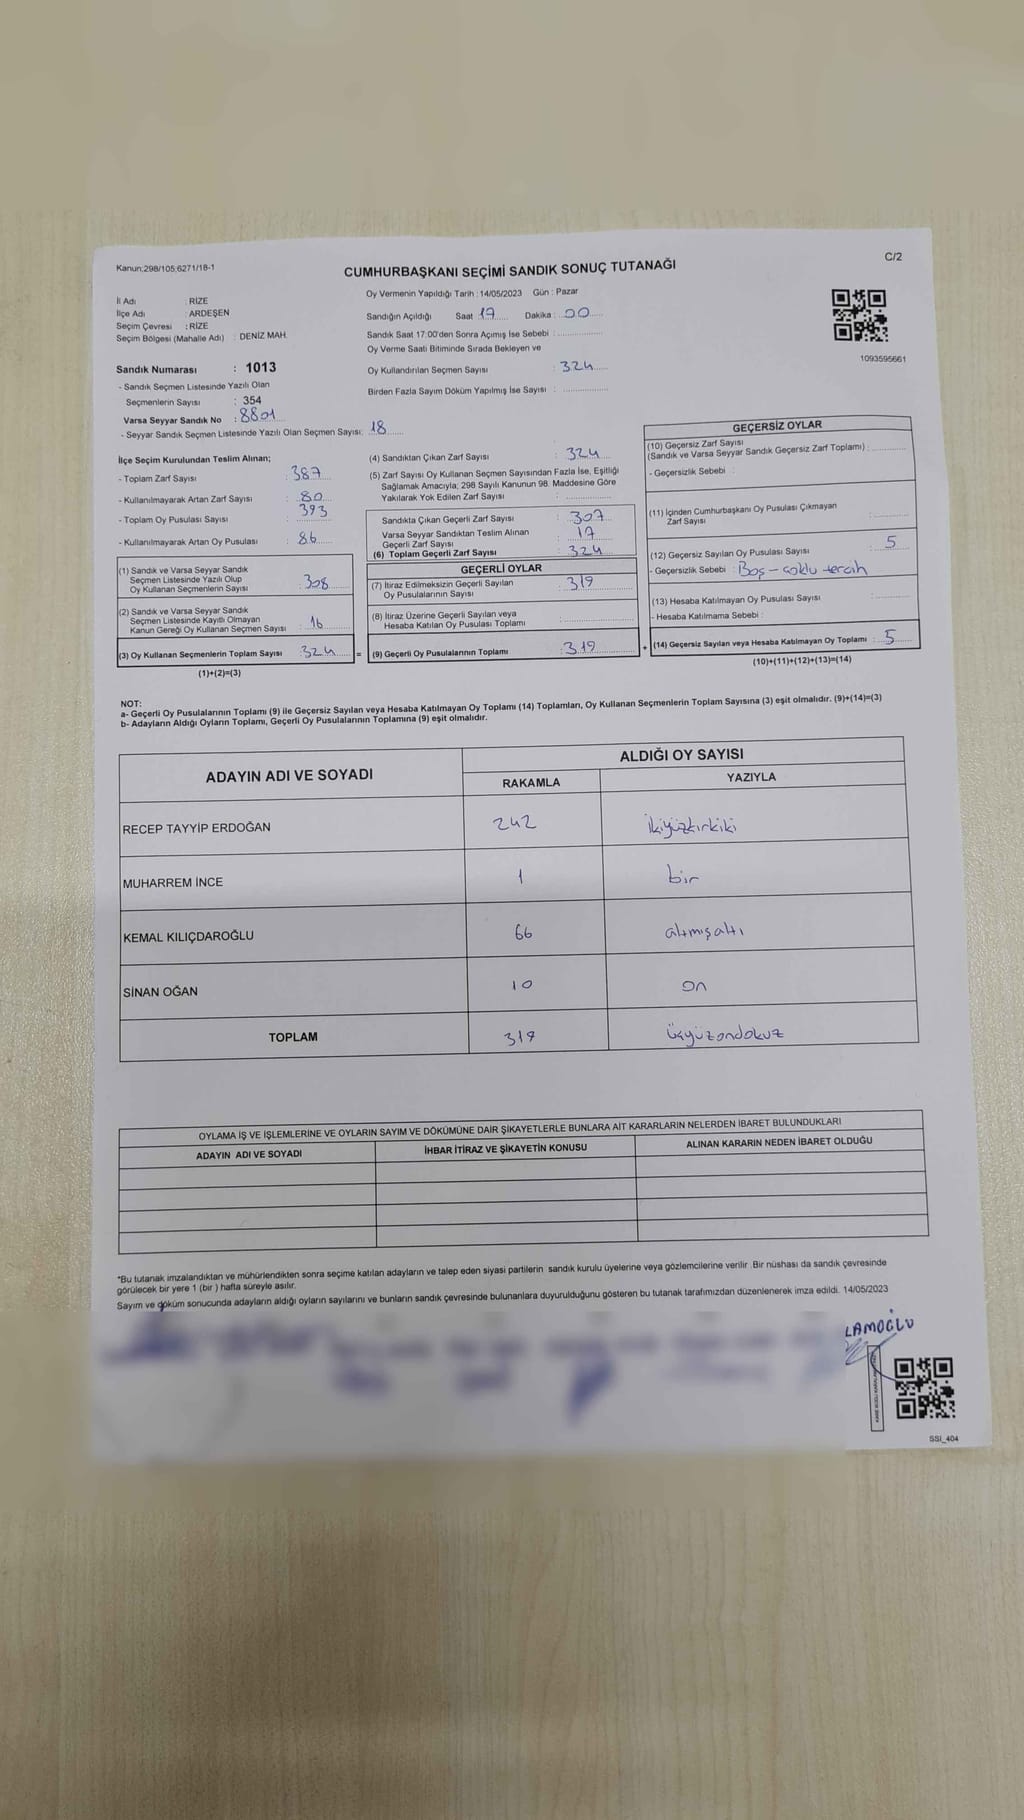 Kanun:298/105;6271/18-1
CUMHURBAŞKANI SEÇİMİ SANDIK SONUÇ TUTANAĞI
C/2
İl Adı : RİZE
İlçe Adı : ARDEŞEN
Seçim Çevresi : RİZE
Seçim Bölgesi (Mahalle Adı) : DENİZ MAH.
Oy Vermenin Yapıldığı Tarih : 14/05/2023 Gün : Pazar
Sandığın Açıldığı Saat 17 Dakika : 00
Sandık Saat 17:00'den Sonra Açımış İse Sebebi :
Oy Verme Saati Bitiminde Sırada Bekleyen ve
Oy Kullandırılan Seçmen Sayısı : 324
Birden Fazla Sayım Döküm Yapılmış İse Sayısı :
1093595661
Sandık Numarası : 1013
- Sandık Seçmen Listesinde Yazılı Olan
Seçmenlerin Sayısı : 354
Varsa Seyyar Sandık No : 8801
- Seyyar Sandık Seçmen Listesinde Yazılı Olan Seçmen Sayısı: 18
İlçe Seçim Kurulundan Teslim Alınan;
- Toplam Zarf Sayısı : 387
- Kullanılmayarak Artan Zarf Sayısı : 80
- Toplam Oy Pusulası Sayısı : 393
- Kullanılmayarak Artan Oy Pusulası : 86
(1) Sandık ve Varsa Seyyar Sandık
Seçmen Listesinde Yazılı Olup
Oy Kullanan Seçmenlerin Sayısı : 308
(2) Sandık ve Varsa Seyyar Sandık
Seçmen Listesinde Kayıtlı Olmayan
Kanun Gereği Oy Kullanan Seçmen Sayısı : 16
(3) Oy Kullanan Seçmenlerin Toplam Sayısı : 324 =
(1)+(2)=(3)
(4) Sandıktan Çıkan Zarf Sayısı : 324
(5) Zarf Sayısı Oy Kullanan Seçmen Sayısından Fazla İse, Eşitliği
Sağlamak Amacıyla; 298 Sayılı Kanunun 98. Maddesine Göre
Yakılarak Yok Edilen Zarf Sayısı :
Sandıkta Çıkan Geçerli Zarf Sayısı : 307
Varsa Seyyar Sandıktan Teslim Alınan
Geçerli Zarf Sayısı : 17
(6) Toplam Geçerli Zarf Sayısı : 324
GEÇERLİ OYLAR
(7) İtiraz Edilmeksizin Geçerli Sayılan
Oy Pusulalarının Sayısı : 319
(8) İtiraz Üzerine Geçerli Sayılan veya
Hesaba Katılan Oy Pusulası Toplamı :
(9) Geçerli Oy Pusulalarının Toplamı : 319 +
GEÇERSİZ OYLAR
(10) Geçersiz Zarf Sayısı
(Sandık ve Varsa Seyyar Sandık Geçersiz Zarf Toplamı) :
- Geçersizlik Sebebi :
(11) İçinden Cumhurbaşkanı Oy Pusulası Çıkmayan
Zarf Sayısı :
(12) Geçersiz Sayılan Oy Pusulası Sayısı : 5
- Geçersizlik Sebebi : Boş - çoklu tercih
(13) Hesaba Katılmayan Oy Pusulası Sayısı :
- Hesaba Katılmama Sebebi :
(14) Geçersiz Sayılan veya Hesaba Katılmayan Oy Toplamı : 5
(10)+(11)+(12)+(13)=(14)
NOT:
a- Geçerli Oy Pusulalarının Toplamı (9) ile Geçersiz Sayılan veya Hesaba Katılmayan Oy Toplamı (14) Toplamları, Oy Kullanan Seçmenlerin Toplam Sayısına (3) eşit olmalıdır. (9)+(14)=(3)
b- Adayların Aldığı Oyların Toplamı, Geçerli Oy Pusulalarının Toplamına (9) eşit olmalıdır.
ADAYIN ADI VE SOYADI
ALDIĞI OY SAYISI
RAKAMLA YAZIYLA
RECEP TAYYİP ERDOĞAN 242 ikiyüzkırkiki
MUHARREM İNCE 1 bir
KEMAL KILIÇDAROĞLU 66 altmışaltı
SİNAN OĞAN 10 on
TOPLAM 319 üçyüzondokuz
OYLAMA İŞ VE İŞLEMLERİNE VE OYLARIN SAYIM VE DÖKÜMÜNE DAİR ŞİKAYETLERLE BUNLARA AİT KARARLARIN NELERDEN İBARET BULUNDUKLARI
ADAYIN ADI VE SOYADI İHBAR İTİRAZ VE ŞİKAYETİN KONUSU ALINAN KARARIN NEDEN İBARET OLDUĞU
*Bu tutanak imzalandıktan ve mühürlendikten sonra seçime katılan adayların ve talep eden siyasi partilerin sandık kurulu üyelerine veya gözlemcilerine verilir. Bir nüshası da sandık çevresinde
görülecek bir yere 1 (bir ) hafta süreyle asılır.
Sayım ve döküm sonucunda adayların aldığı oyların sayılarını ve bunların sandık çevresinde bulunanlara duyurulduğunu gösteren bu tutanak tarafımızdan düzenlenerek imza edildi. 14/05/2023
LAMOĞLU
SSI_404